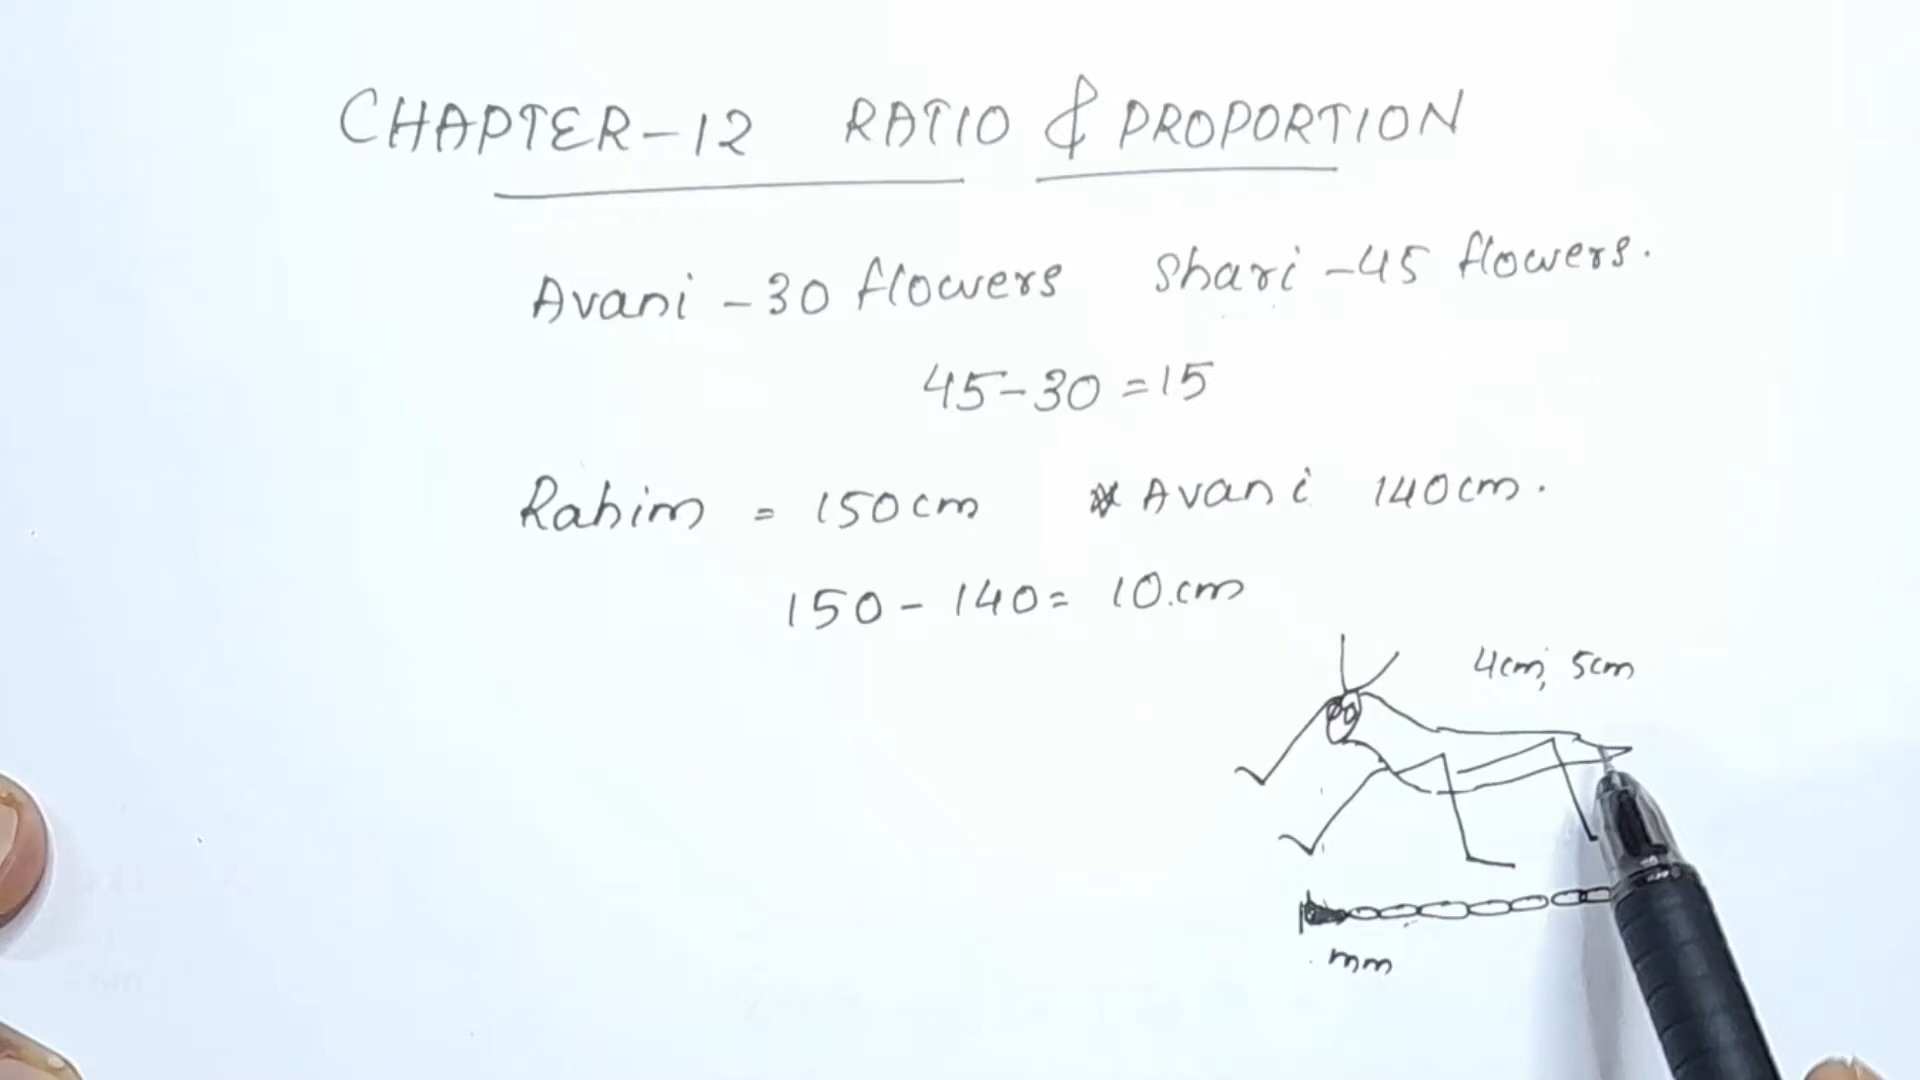 CHAPTER-12 RATIO & PROPORTION
Avani - 30 flowers Shari - 45 flowers.
45-30 = 15
Rahim = 150cm Avani 140cm.
150 - 140 = 10.cm
4cm, 5cm
mm